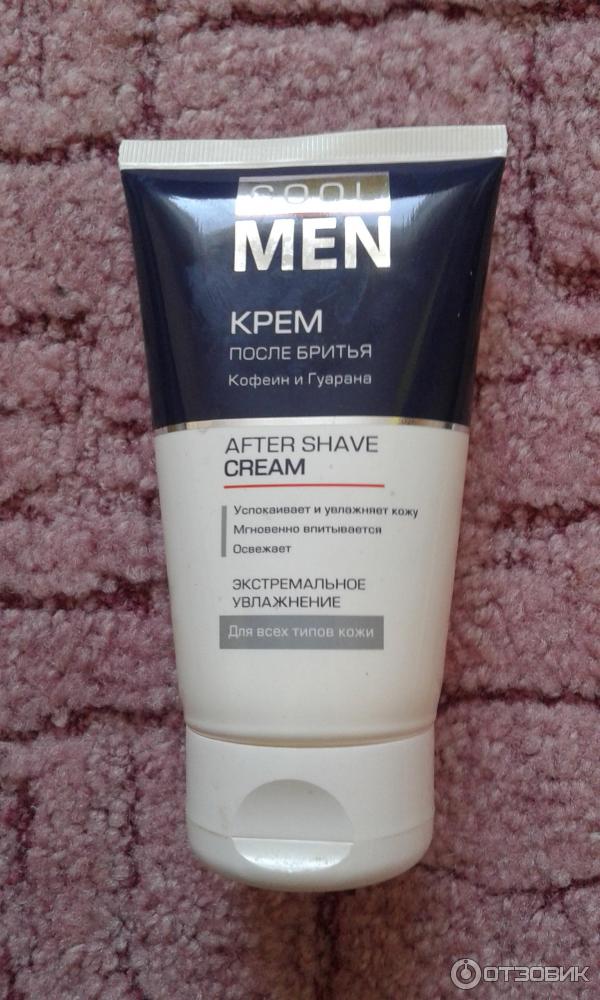 COOL
MEN
КРЕМ
ПОСЛЕ БРИТЬЯ
Кофеин и Гуарана
AFTER SHAVE
CREAM
Успокаивает и увлажняет кожу
Мгновенно впитывается
Освежает
ЭКСТРЕМАЛЬНОЕ
УВЛАЖНЕНИЕ
Для всех типов кожи
ОТЗОВИК